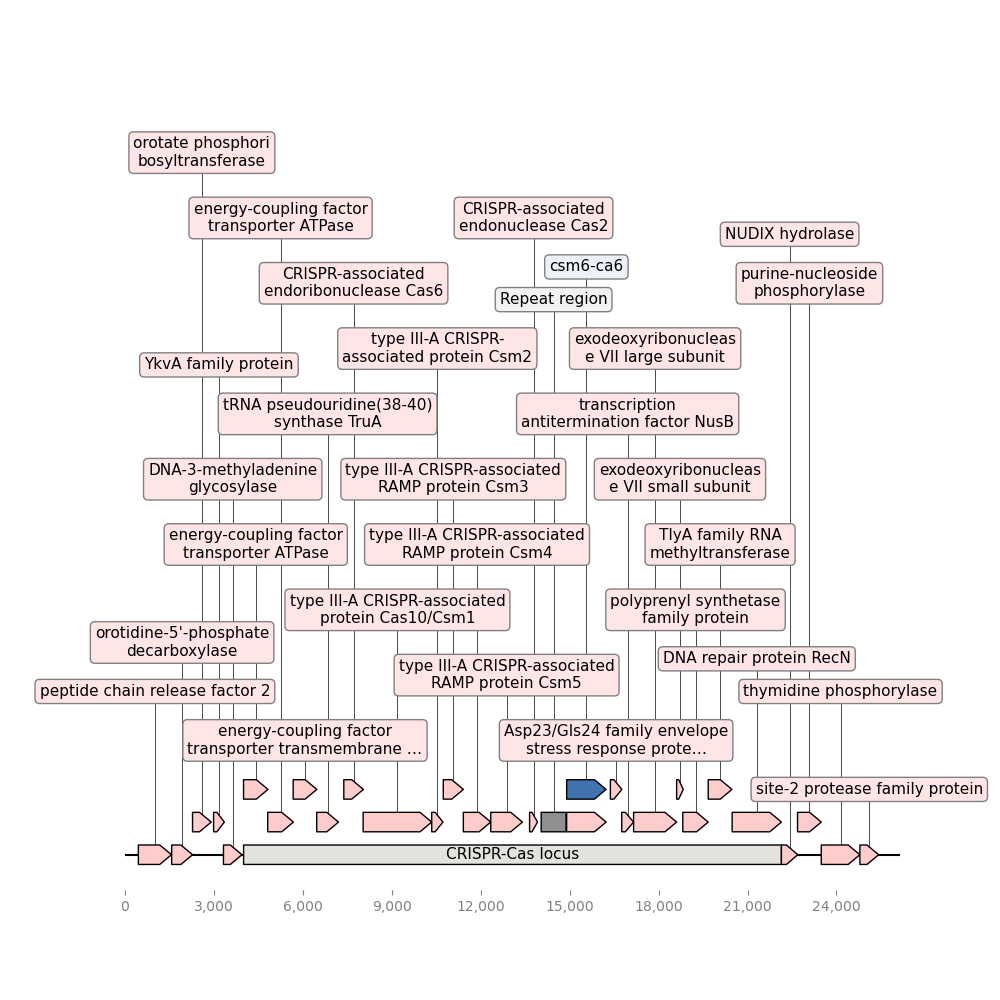 orotate phosphori
bosyltransferase
energy-coupling factor
transporter ATPase
CRISPR-associated
endonuclease Cas2
NUDIX hydrolase
csm6-ca6
CRISPR-associated
endoribonuclease Cas6
purine-nucleoside
phosphorylase
Repeat region
type III-A CRISPR-
associated protein Csm2
exodeoxyribonucleas
e VII large subunit
YkvA family protein
tRNA pseudouridine(38-40)
synthase TruA
transcription
antitermination factor NusB
DNA-3-methyladenine
glycosylase
type III-A CRISPR-associated
RAMP protein Csm3
exodeoxyribonucleas
e VII small subunit
energy-coupling factor
transporter ATPase
type III-A CRISPR-associated
RAMP protein Csm4
TlyA family RNA
methyltransferase
type III-A CRISPR-associated
protein Cas10/Csm1
polyprenyl synthetase
family protein
orotidine-5'-phosphate
decarboxylase
DNA repair protein RecN
type III-A CRISPR-associated
RAMP protein Csm5
peptide chain release factor 2
thymidine phosphorylase
energy-coupling factor
transporter transmembrane …
Asp23/Gls24 family envelope
stress response prote…
site-2 protease family protein
CRISPR-Cas locus
0 3,000 6,000 9,000 12,000 15,000 18,000 21,000 24,000